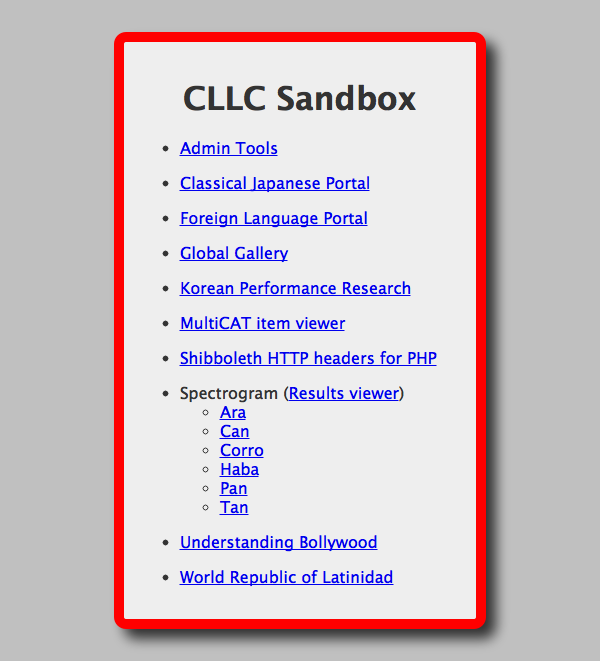 CLLC Sandbox
Admin Tools
Classical Japanese Portal
Foreign Language Portal
Global Gallery
Korean Performance Research
MultiCAT item viewer
Shibboleth HTTP headers for PHP
Spectrogram (Results viewer)
Ara
Can
Corro
Haba
Pan
Tan
Understanding Bollywood
World Republic of Latinidad